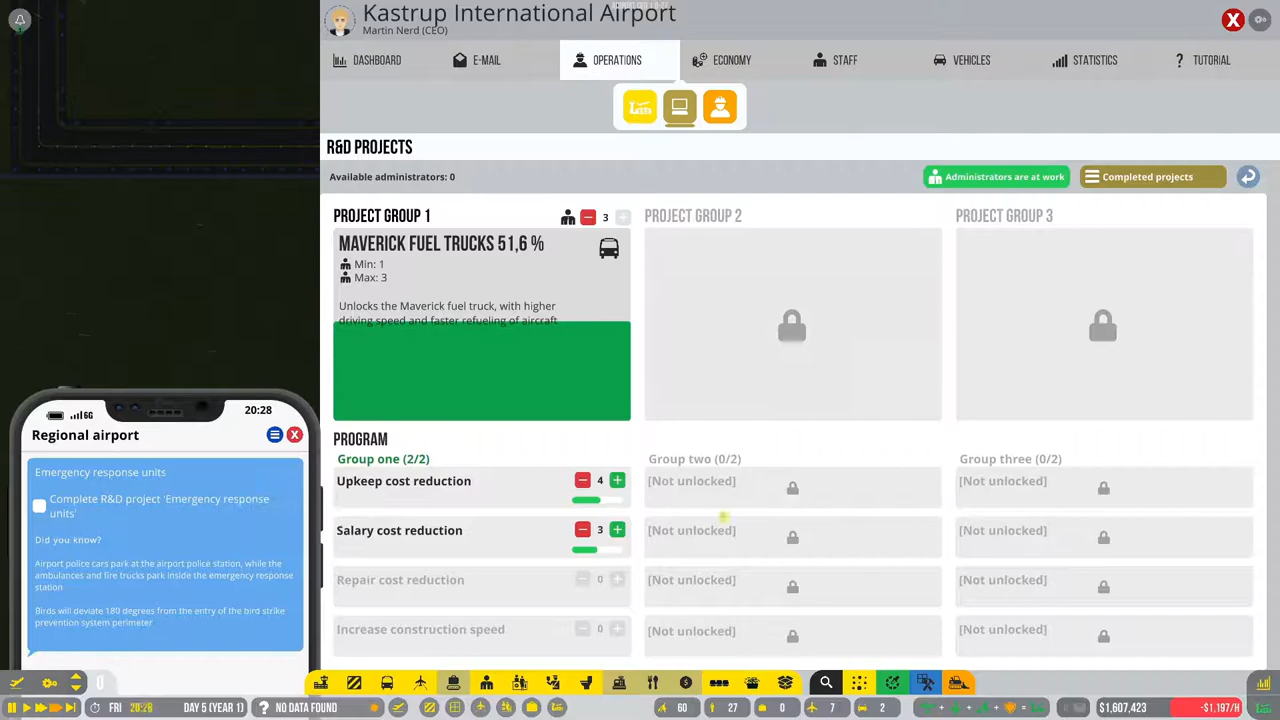 Kastrup International Airport
Martin Nerd (CEO)
DASHBOARD
E-MAIL
OPERATIONS
ECONOMY
STAFF
VEHICLES
STATISTICS
? TUTORIAL
R&D PROJECTS
Available administrators: 0
Administrators are at work
Completed projects
PROJECT GROUP 1
3
PROJECT GROUP 2
PROJECT GROUP 3
MAVERICK FUEL TRUCKS 51,6 %
Min: 1
Max: 3
Unlocks the Maverick fuel truck, with higher
driving speed and faster refueling of aircraft
PROGRAM
Group one (2/2)
Group two (0/2)
Group three (0/2)
Upkeep cost reduction
4
[Not unlocked]
[Not unlocked]
Salary cost reduction
3
[Not unlocked]
[Not unlocked]
Repair cost reduction
0
[Not unlocked]
[Not unlocked]
Increase construction speed
0
[Not unlocked]
[Not unlocked]
6G
20:28
Regional airport
Emergency response units
Complete R&D project 'Emergency response
units'
Did you know?
Airport police cars park at the airport police station, while the
ambulances and fire trucks park inside the emergency response
station
Birds will deviate 180 degrees from the entry of the bird strike
prevention system perimeter
FRI 20:28 DAY 5 (YEAR 1)
? NO DATA FOUND
60
27
0
7
2
$1,607,423
-$1,197/H